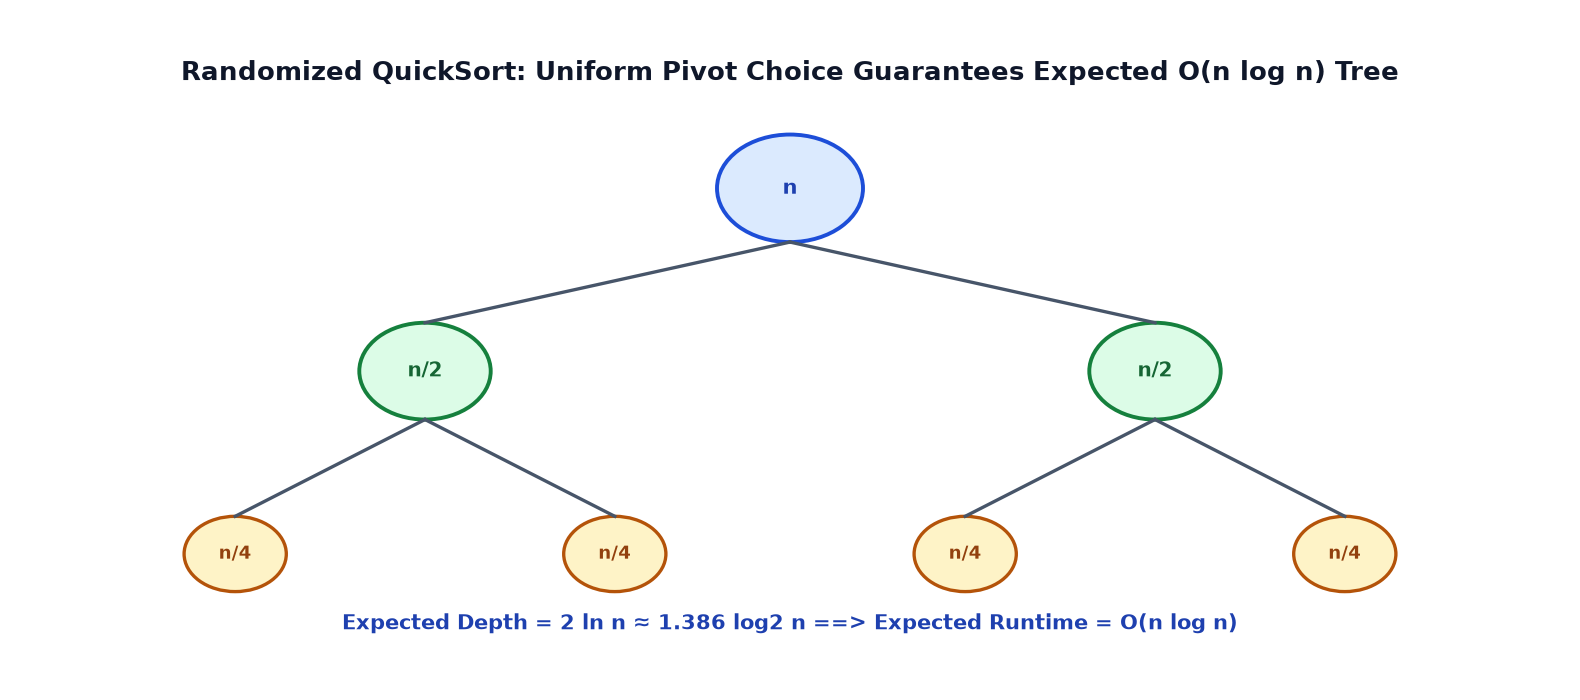 Randomized QuickSort: Uniform Pivot Choice Guarantees Expected O(n log n) Tree
n
n/2
n/2
n/4
n/4
n/4
n/4
Expected Depth = 2 ln n ≈ 1.386 log2 n ==> Expected Runtime = O(n log n)